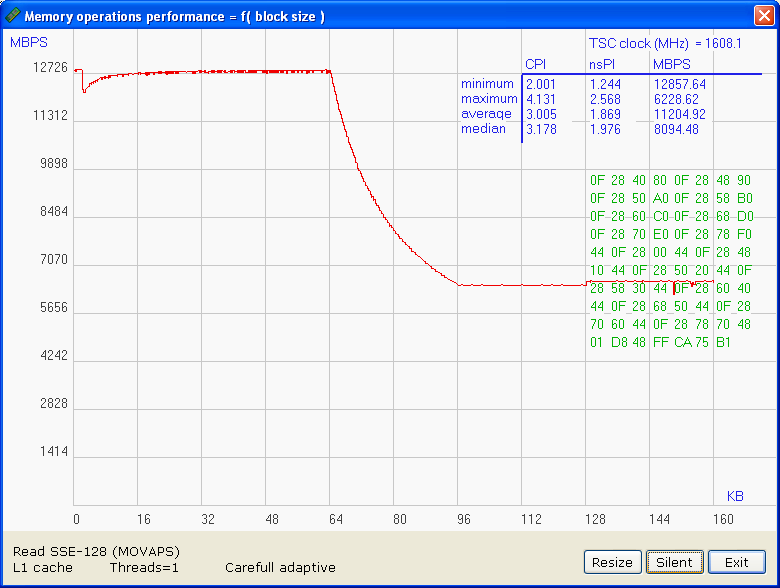 Memory operations performance = f( block size )
MBPS
TSC clock (MHz) = 1608.1
CPI nsPI MBPS
minimum 2.001 1.244 12857.64
maximum 4.131 2.568 6228.62
average 3.005 1.869 11204.92
median 3.178 1.976 8094.48
12726
11312
9898
8484
7070
5656
4242
2828
1414
0F 28 40 80 0F 28 48 90
0F 28 50 A0 0F 28 58 B0
0F 28 60 C0 0F 28 68 D0
0F 28 70 E0 0F 28 78 F0
44 0F 28 00 44 0F 28 48
10 44 0F 28 50 20 44 0F
28 58 30 44 0F 28 60 40
44 0F 28 68 50 44 0F 28
70 60 44 0F 28 78 70 48
01 D8 48 FF CA 75 B1
KB
0 16 32 48 64 80 96 112 128 144 160
Read SSE-128 (MOVAPS)
L1 cache Threads=1 Carefull adaptive
Resize Silent Exit